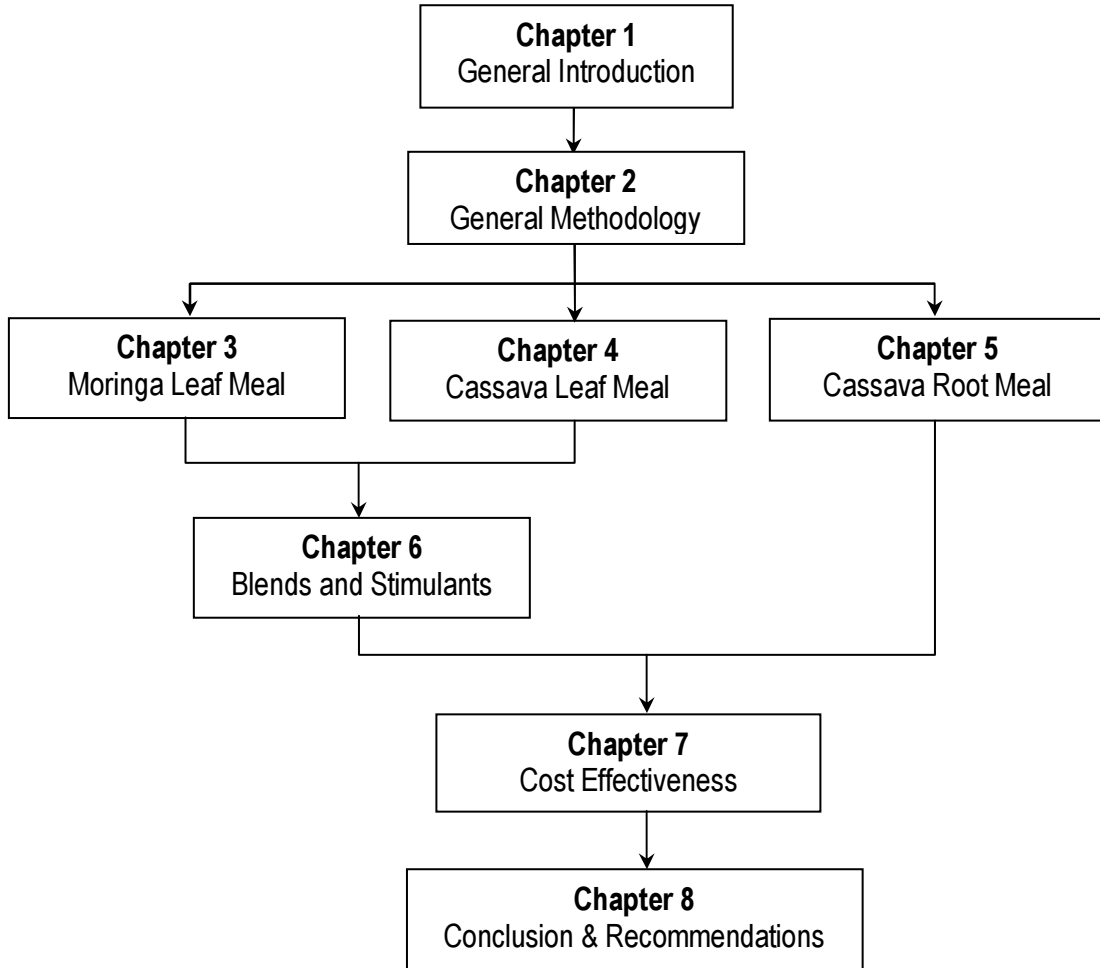 Chapter 1
General Introduction
Chapter 2
General Methodology
Chapter 3
Moringa Leaf Meal
Chapter 4
Cassava Leaf Meal
Chapter 5
Cassava Root Meal
Chapter 6
Blends and Stimulants
Chapter 7
Cost Effectiveness
Chapter 8
Conclusion & Recommendations